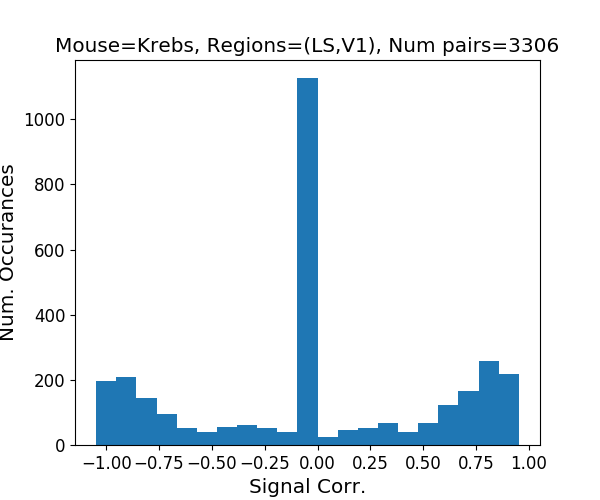 Mouse=Krebs, Regions=(LS,V1), Num pairs=3306
Num. Occurances
1000
800
600
400
200
0
−1.00 −0.75 −0.50 −0.25 0.00 0.25 0.50 0.75 1.00
Signal Corr.